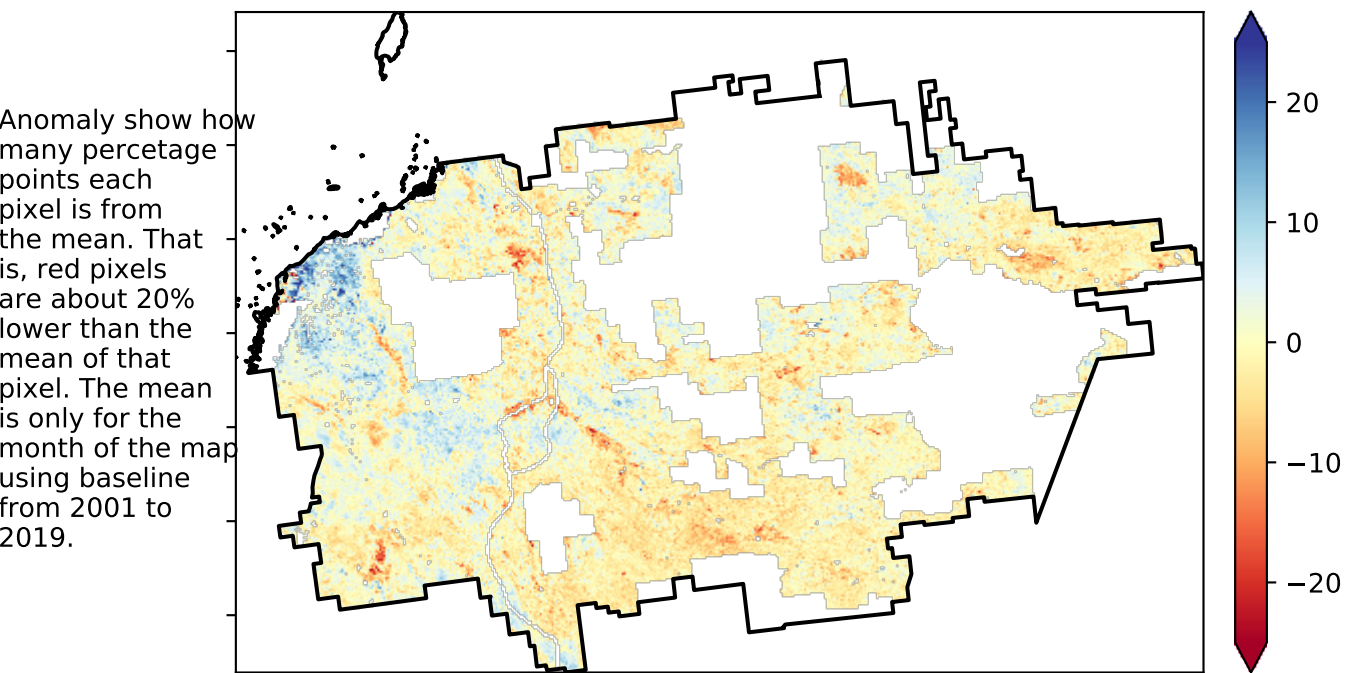 Anomaly show how
many percetage
points each
pixel is from
the mean. That
is, red pixels
are about 20%
lower than the
mean of that
pixel. The mean
is only for the
month of the map
using baseline
from 2001 to
2019.
20
10
0
−10
−20